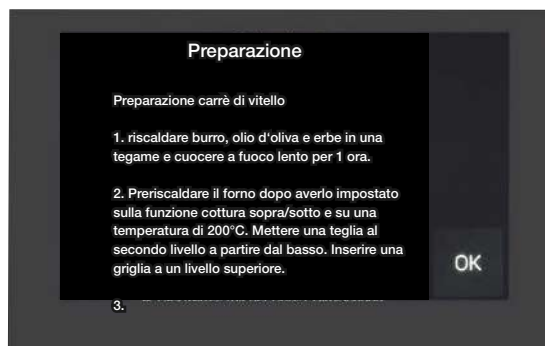 Preparazione
Preparazione carrè di vitello
1. riscaldare burro, olio d'oliva e erbe in una
tegame e cuocere a fuoco lento per 1 ora.
2. Preriscaldare il forno dopo averlo impostato
sulla funzione cottura sopra/sotto e su una
temperatura di 200°C. Mettere una teglia al
secondo livello a partire dal basso. Inserire una
griglia a un livello superiore.
OK
3.